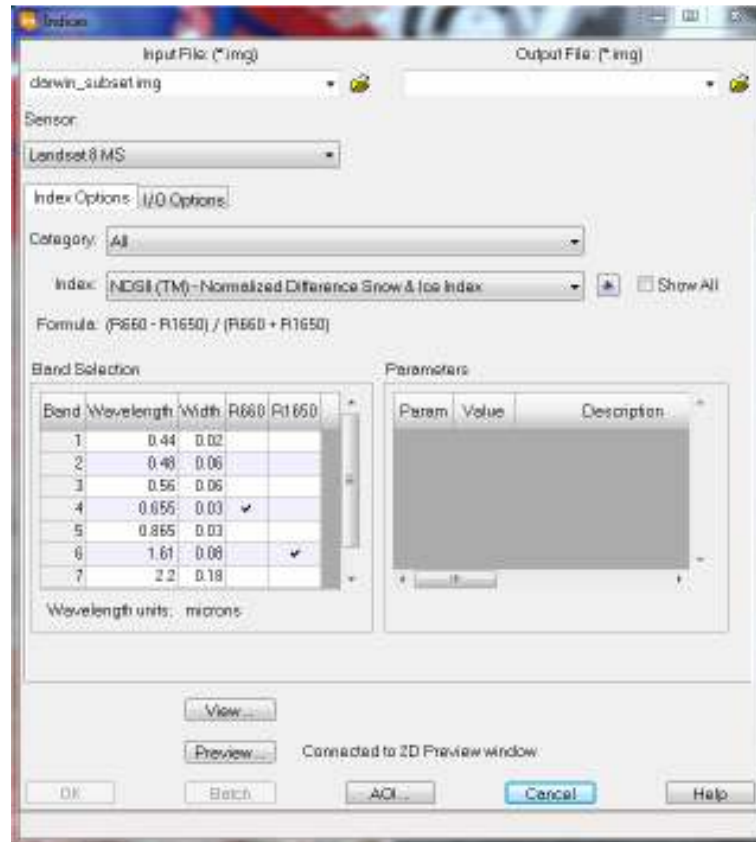 Indices
Input File: (*.img)
Output File: (*.img)
darwin_subset.img
Sensor:
Landsat 8 MS
Index Options I/O Options
Category: All
Index: NDSII (TM) - Normalized Difference Snow & Ice Index Show All
Formula: (R660 - R1650) / (R660 + R1650)
Band Selection
Parameters
Band Wavelength Width R660 R1650
Param Value Description
1 0.44 0.02
2 0.48 0.06
3 0.56 0.06
4 0.655 0.03 ✓
5 0.865 0.03
6 1.61 0.08 ✓
7 2.2 0.18
Wavelength units: microns
View...
Preview... Connected to 2D Preview window
OK Batch AOI... Cancel Help